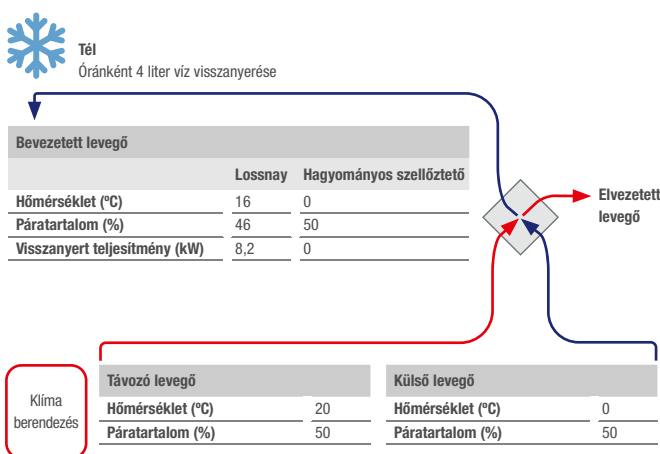 Tél
Óránként 4 liter víz visszanyerése
Bevezetett levegő
Lossnay Hagyományos szellőztető
Hőmérséklet (ºC) 16 0
Páratartalom (%) 46 50
Visszanyert teljesítmény (kW) 8,2 0
Elvezetett
levegő
Klíma
berendezés
Távozó levegő
Hőmérséklet (ºC) 20
Páratartalom (%) 50
Külső levegő
Hőmérséklet (ºC) 0
Páratartalom (%) 50